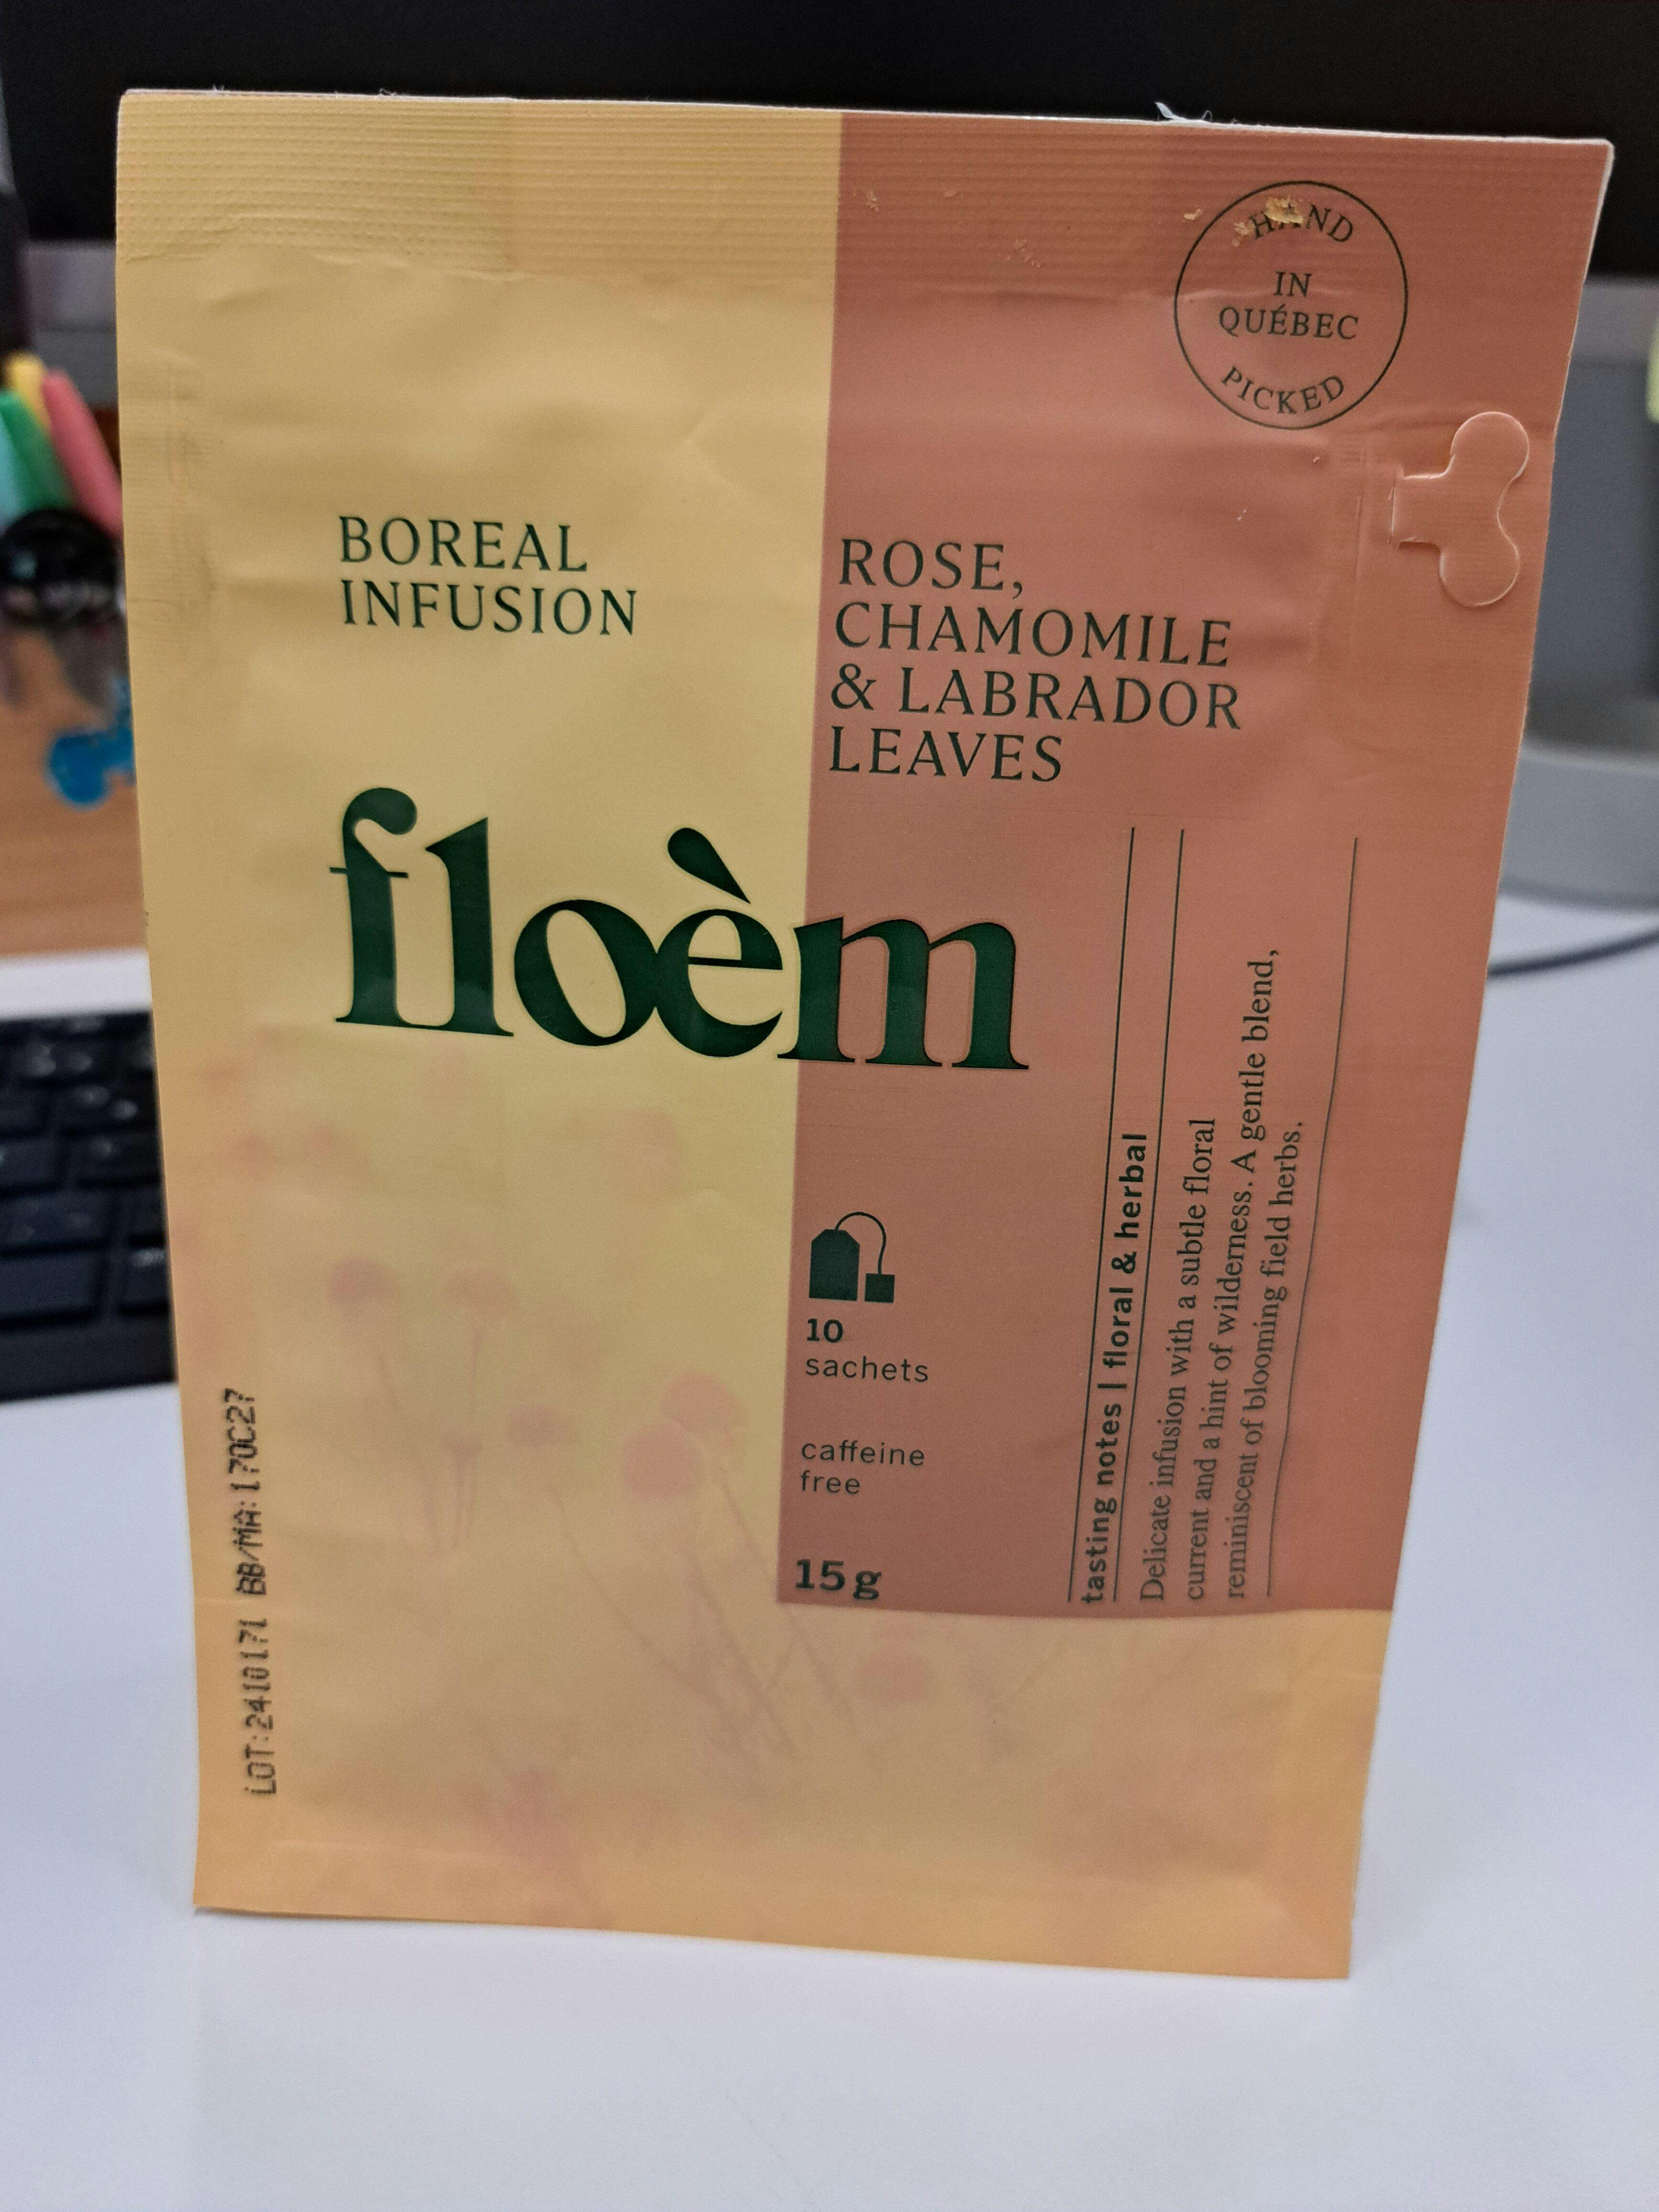 HAND
IN
QUÉBEC
PICKED
BOREAL
INFUSION
ROSE,
CHAMOMILE
& LABRADOR
LEAVES
floèm
10
sachets
caffeine
free
15 g
tasting notes | floral & herbal
Delicate infusion with a subtle floral
current and a hint of wilderness. A gentle blend,
reminiscent of blooming field herbs.
LOT:2410171 BB/MA:17OC27